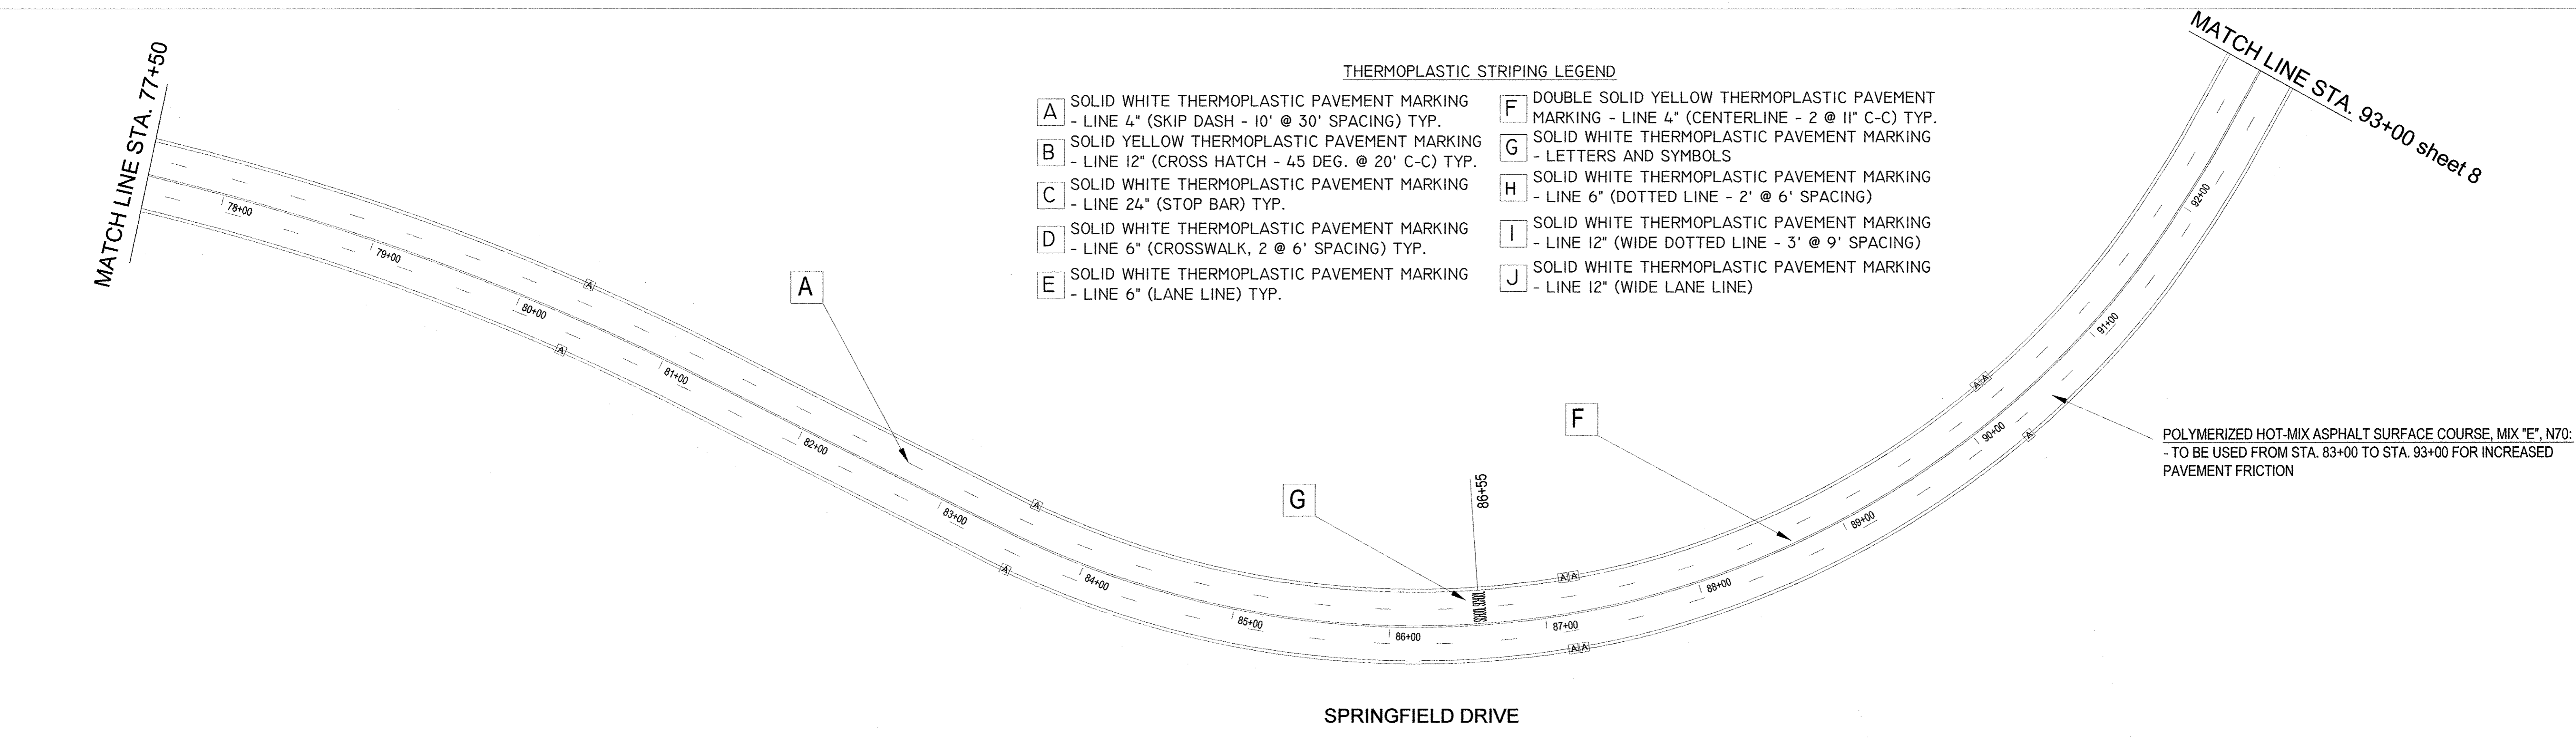 MATCH LINE STA. 77+50
MATCH LINE STA. 93+00 sheet 8
THERMOPLASTIC STRIPING LEGEND
A SOLID WHITE THERMOPLASTIC PAVEMENT MARKING
- LINE 4" (SKIP DASH - 10' @ 30' SPACING) TYP.
B SOLID YELLOW THERMOPLASTIC PAVEMENT MARKING
- LINE 12" (CROSS HATCH - 45 DEG. @ 20' C-C) TYP.
C SOLID WHITE THERMOPLASTIC PAVEMENT MARKING
- LINE 24" (STOP BAR) TYP.
D SOLID WHITE THERMOPLASTIC PAVEMENT MARKING
- LINE 6" (CROSSWALK, 2 @ 6' SPACING) TYP.
E SOLID WHITE THERMOPLASTIC PAVEMENT MARKING
- LINE 6" (LANE LINE) TYP.
F DOUBLE SOLID YELLOW THERMOPLASTIC PAVEMENT
MARKING - LINE 4" (CENTERLINE - 2 @ 11" C-C) TYP.
G SOLID WHITE THERMOPLASTIC PAVEMENT MARKING
- LETTERS AND SYMBOLS
H SOLID WHITE THERMOPLASTIC PAVEMENT MARKING
- LINE 6" (DOTTED LINE - 2' @ 6' SPACING)
I SOLID WHITE THERMOPLASTIC PAVEMENT MARKING
- LINE 12" (WIDE DOTTED LINE - 3' @ 9' SPACING)
J SOLID WHITE THERMOPLASTIC PAVEMENT MARKING
- LINE 12" (WIDE LANE LINE)
78+00
79+00
80+00
81+00
82+00
83+00
84+00
85+00
86+00
87+00
88+00
89+00
90+00
91+00
92+00
A
A
A
A
A
A
G
86+55
SCHOOL SCHOOL
F
A A
A A
A A
POLYMERIZED HOT-MIX ASPHALT SURFACE COURSE, MIX "E", N70:
- TO BE USED FROM STA. 83+00 TO STA. 93+00 FOR INCREASED
PAVEMENT FRICTION
SPRINGFIELD DRIVE